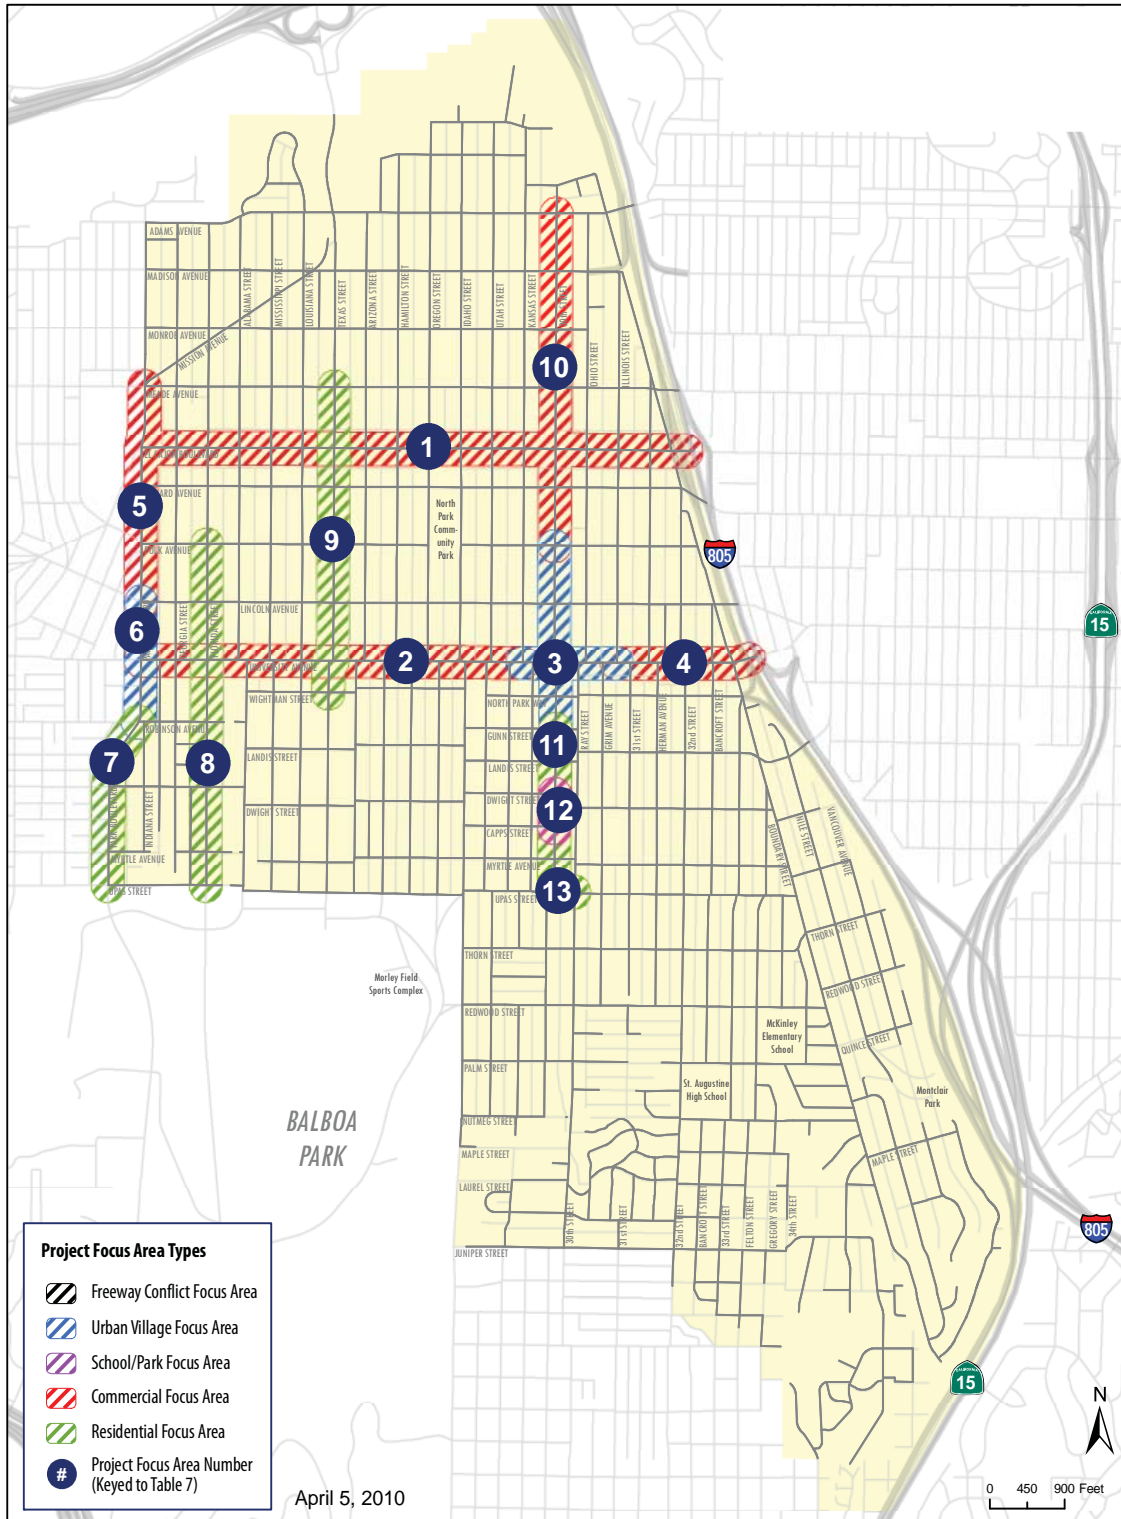 ADAMS AVENUE
MADISON AVENUE
ALABAMA STREET
MISSISSIPPI STREET
LOUISIANA STREET
TEXAS STREET
ARIZONA STREET
HAMILTON STREET
OREGON STREET
IDAHO STREET
UTAH STREET
KANSAS STREET
MONROE AVENUE
MISSION AVENUE
OHIO STREET
ILLINOIS STREET
10
MEADE AVENUE
1
5
North
Park
Comm-
unity
Park
9
805
LINCOLN AVENUE
GEORGIA STREET
15
6
2
3
4
UNIVERSITY AVENUE
WIGHTMAN STREET
NORTH PARK WAY
ROBINSON AVENUE
GUNN STREET
RAY STREET
GRIM AVENUE
31st STREET
HERMAN AVENUE
32nd STREET
BANCROFT STREET
11
7
8
LANDIS STREET
LANDIS STREET
DWIGHT STREET
DWIGHT STREET
12
INDIANA STREET
CAPPS STREET
BOUNDARY STREET
NILE STREET
VANCOUVER AVENUE
MYRTLE AVENUE
MYRTLE AVENUE
UPAS STREET
UPAS STREET
13
THORN STREET
THORN STREET
Morley Field
Sports Complex
REDWOOD STREET
REDWOOD STREET
McKinley
Elementary
School
QUINCE STREET
PALM STREET
St. Augustine
High School
Montclair
Park
BALBOA
PARK
NUTMEG STREET
MAPLE STREET
MAPLE STREET
LAUREL STREET
30th STREET
31st STREET
32nd STREET
BANCROFT STREET
33rd STREET
FELTON STREET
GREGORY STREET
34th STREET
JUNIPER STREET
805
Project Focus Area Types
Freeway Conflict Focus Area
Urban Village Focus Area
School/Park Focus Area
Commercial Focus Area
Residential Focus Area
# Project Focus Area Number
(Keyed to Table 7)
15
N
April 5, 2010
0 450 900 Feet